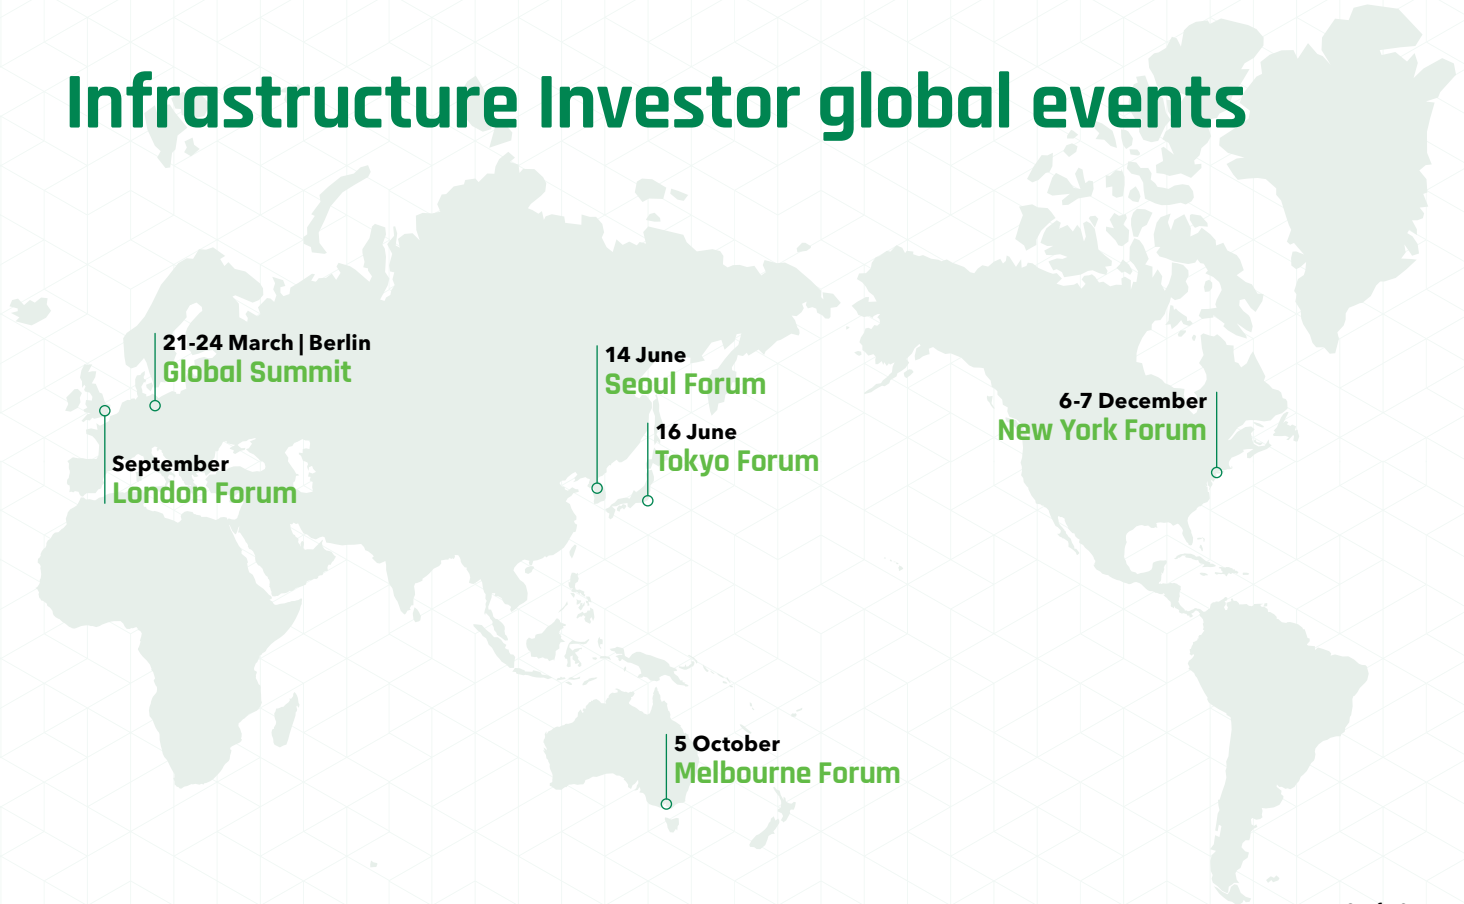 Infrastructure Investor global events
21-24 March | Berlin
Global Summit
14 June
Seoul Forum
6-7 December
New York Forum
16 June
Tokyo Forum
September
London Forum
5 October
Melbourne Forum